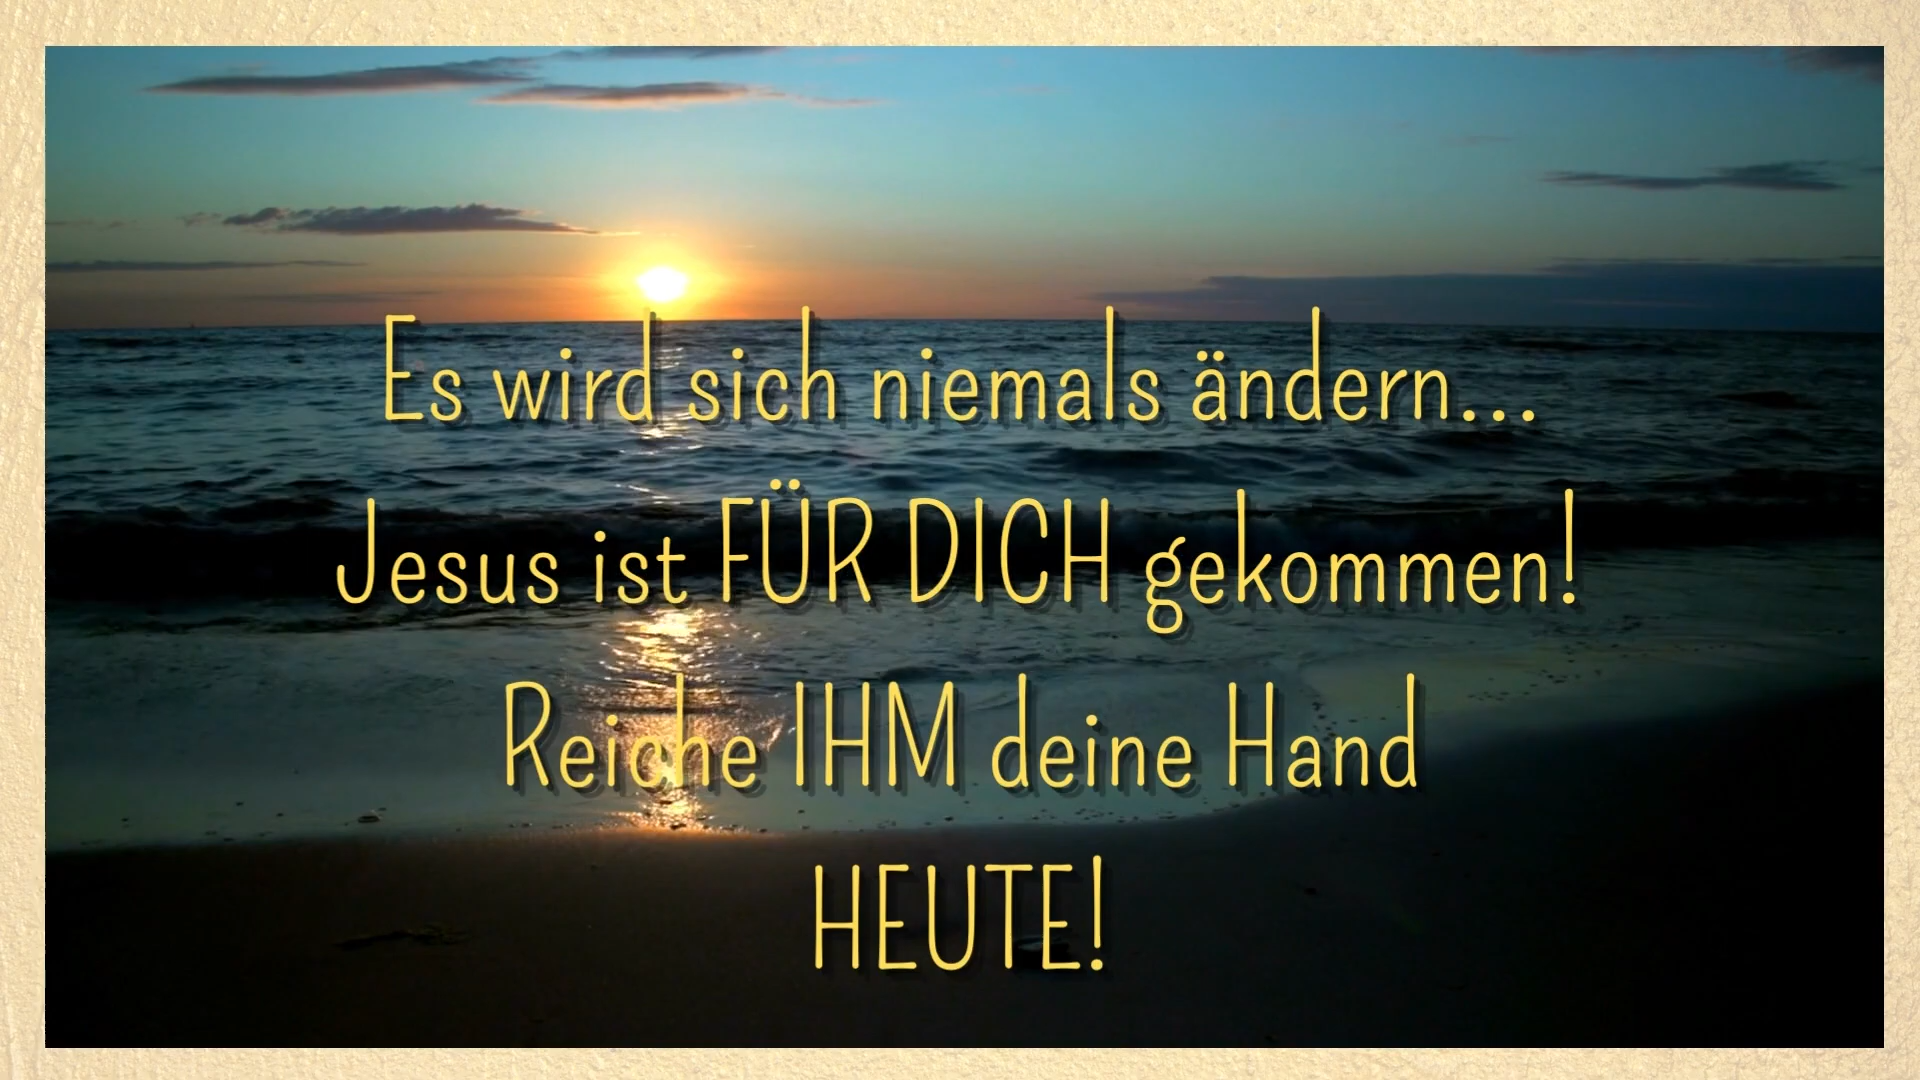 Es wird sich niemals ändern...
Jesus ist FÜR DICH gekommen!
Reiche IHM deine Hand
HEUTE!